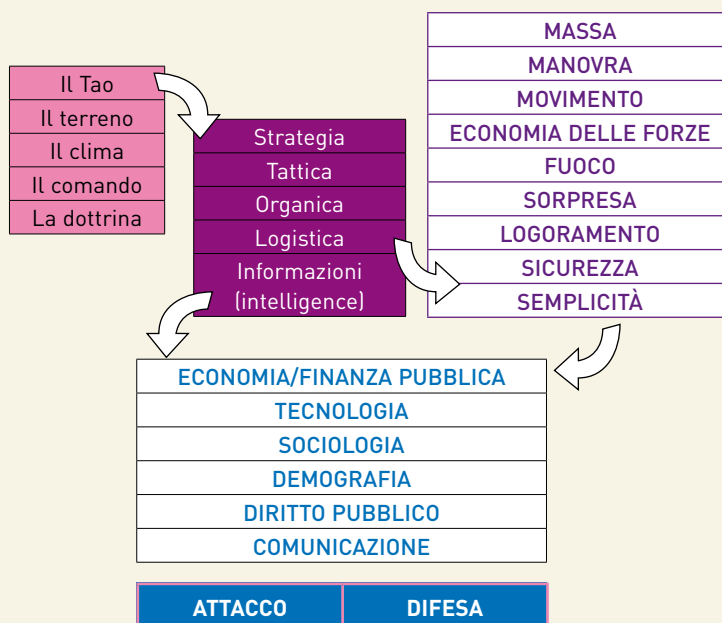 Il Tao
Il terreno
Il clima
Il comando
La dottrina
Strategia
Tattica
Organica
Logistica
Informazioni
(intelligence)
MASSA
MANOVRA
MOVIMENTO
ECONOMIA DELLE FORZE
FUOCO
SORPRESA
LOGORAMENTO
SICUREZZA
SEMPLICITÀ
ECONOMIA/FINANZA PUBBLICA
TECNOLOGIA
SOCIOLOGIA
DEMOGRAFIA
DIRITTO PUBBLICO
COMUNICAZIONE
ATTACCO DIFESA